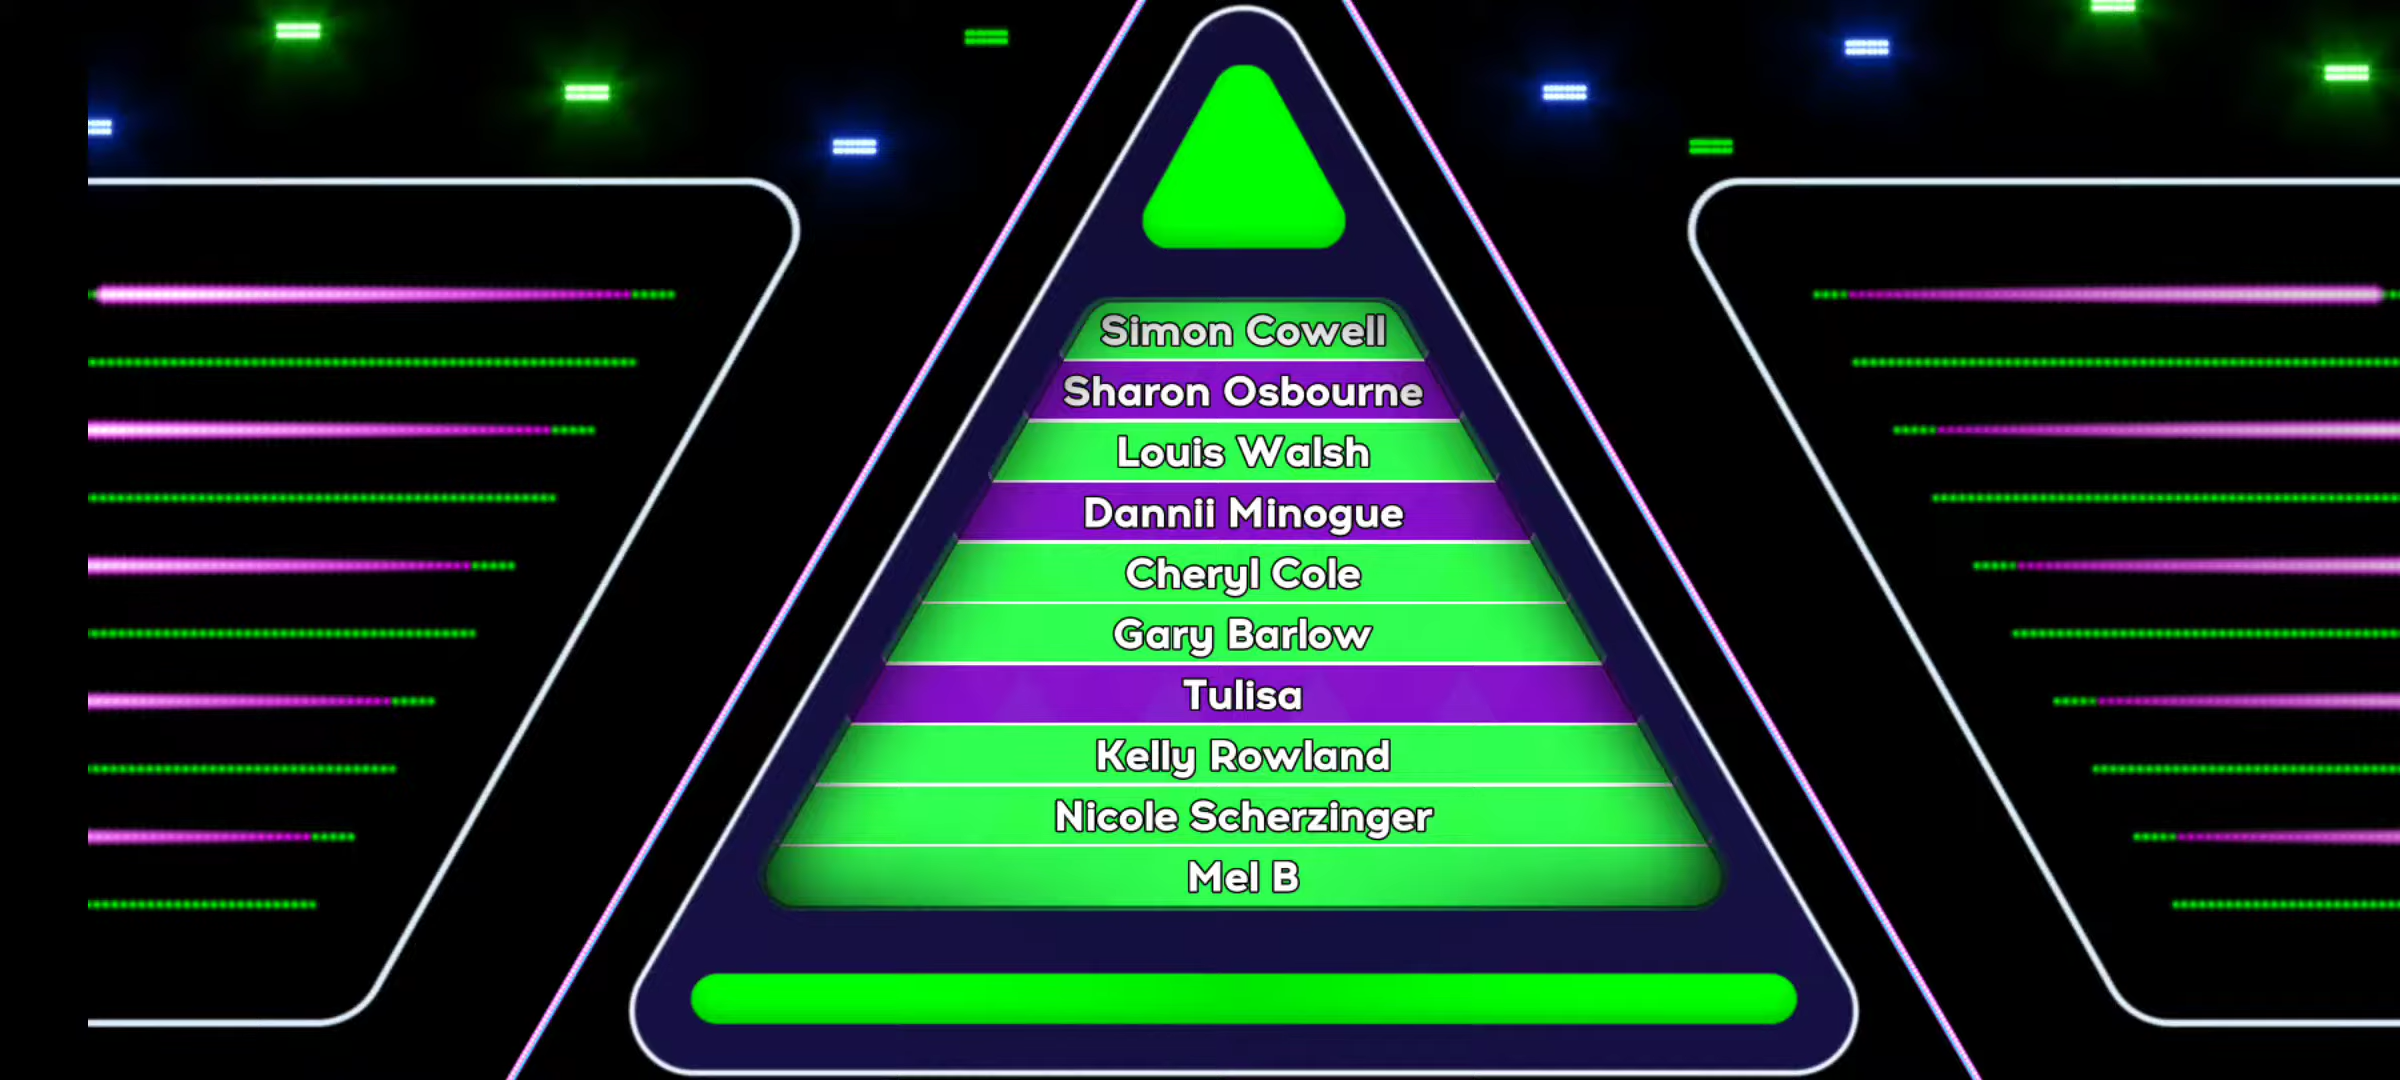 Simon Cowell
Sharon Osbourne
Louis Walsh
Dannii Minogue
Cheryl Cole
Gary Barlow
Tulisa
Kelly Rowland
Nicole Scherzinger
Mel B